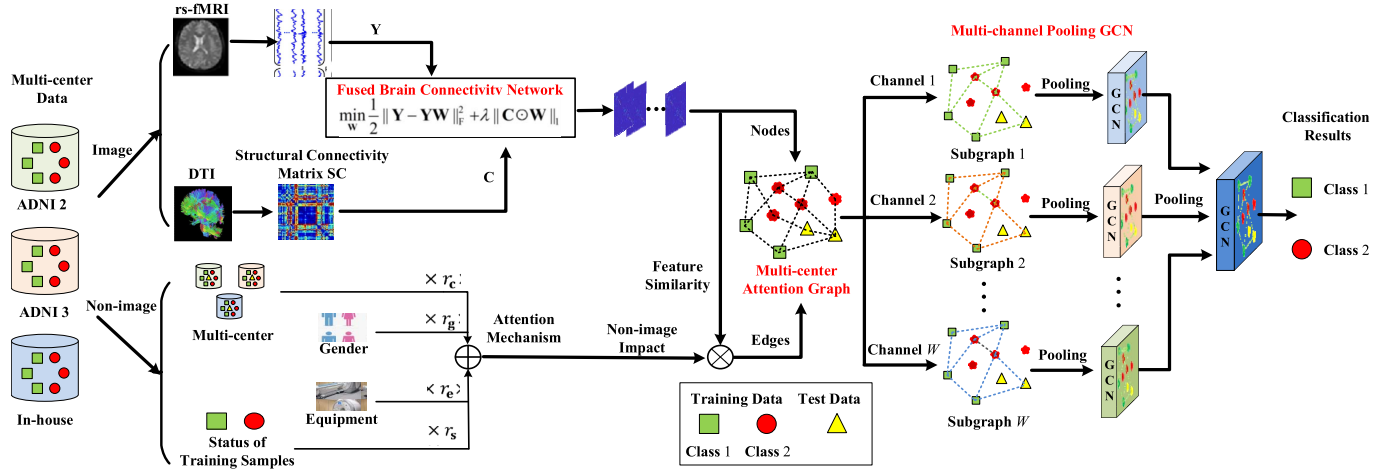 Multi-center
Data
ADNI 2
ADNI 3
In-house
Image
Non-image
rs-fMRI
Y
Fused Brain Connectivity Network
min_W 1/2 ‖Y − YW‖²_F + λ‖C⊙W‖₁
DTI
Structural Connectivity
Matrix SC
C
Multi-center
Gender
Equipment
Status of
Training Samples
× r_c
× r_g
× r_e
× r_s
Attention
Mechanism
Non-image
Impact
Feature
Similarity
Nodes
Multi-center
Attention Graph
Edges
Training Data
Test Data
Class 1
Class 2
Multi-channel Pooling GCN
Channel 1
Subgraph 1
Pooling
GCN
Channel 2
Subgraph 2
Pooling
GCN
Pooling
Channel W
Subgraph W
Pooling
GCN
GCN
Classification
Results
Class 1
Class 2